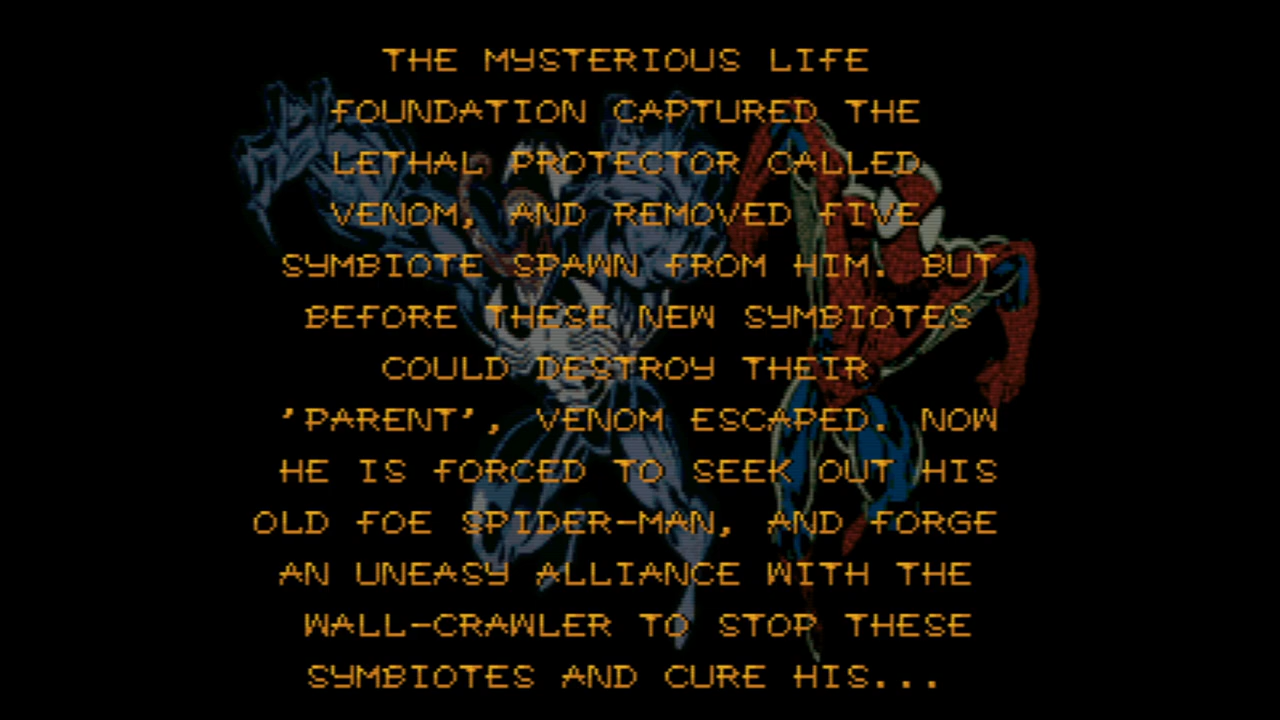 THE MYSTERIOUS LIFE
FOUNDATION CAPTURED THE
LETHAL PROTECTOR CALLED
VENOM, AND REMOVED FIVE
SYMBIOTE SPAWN FROM HIM. BUT
BEFORE THESE NEW SYMBIOTES
COULD DESTROY THEIR
'PARENT', VENOM ESCAPED. NOW
HE IS FORCED TO SEEK OUT HIS
OLD FOE SPIDER-MAN, AND FORGE
AN UNEASY ALLIANCE WITH THE
WALL-CRAWLER TO STOP THESE
SYMBIOTES AND CURE HIS...